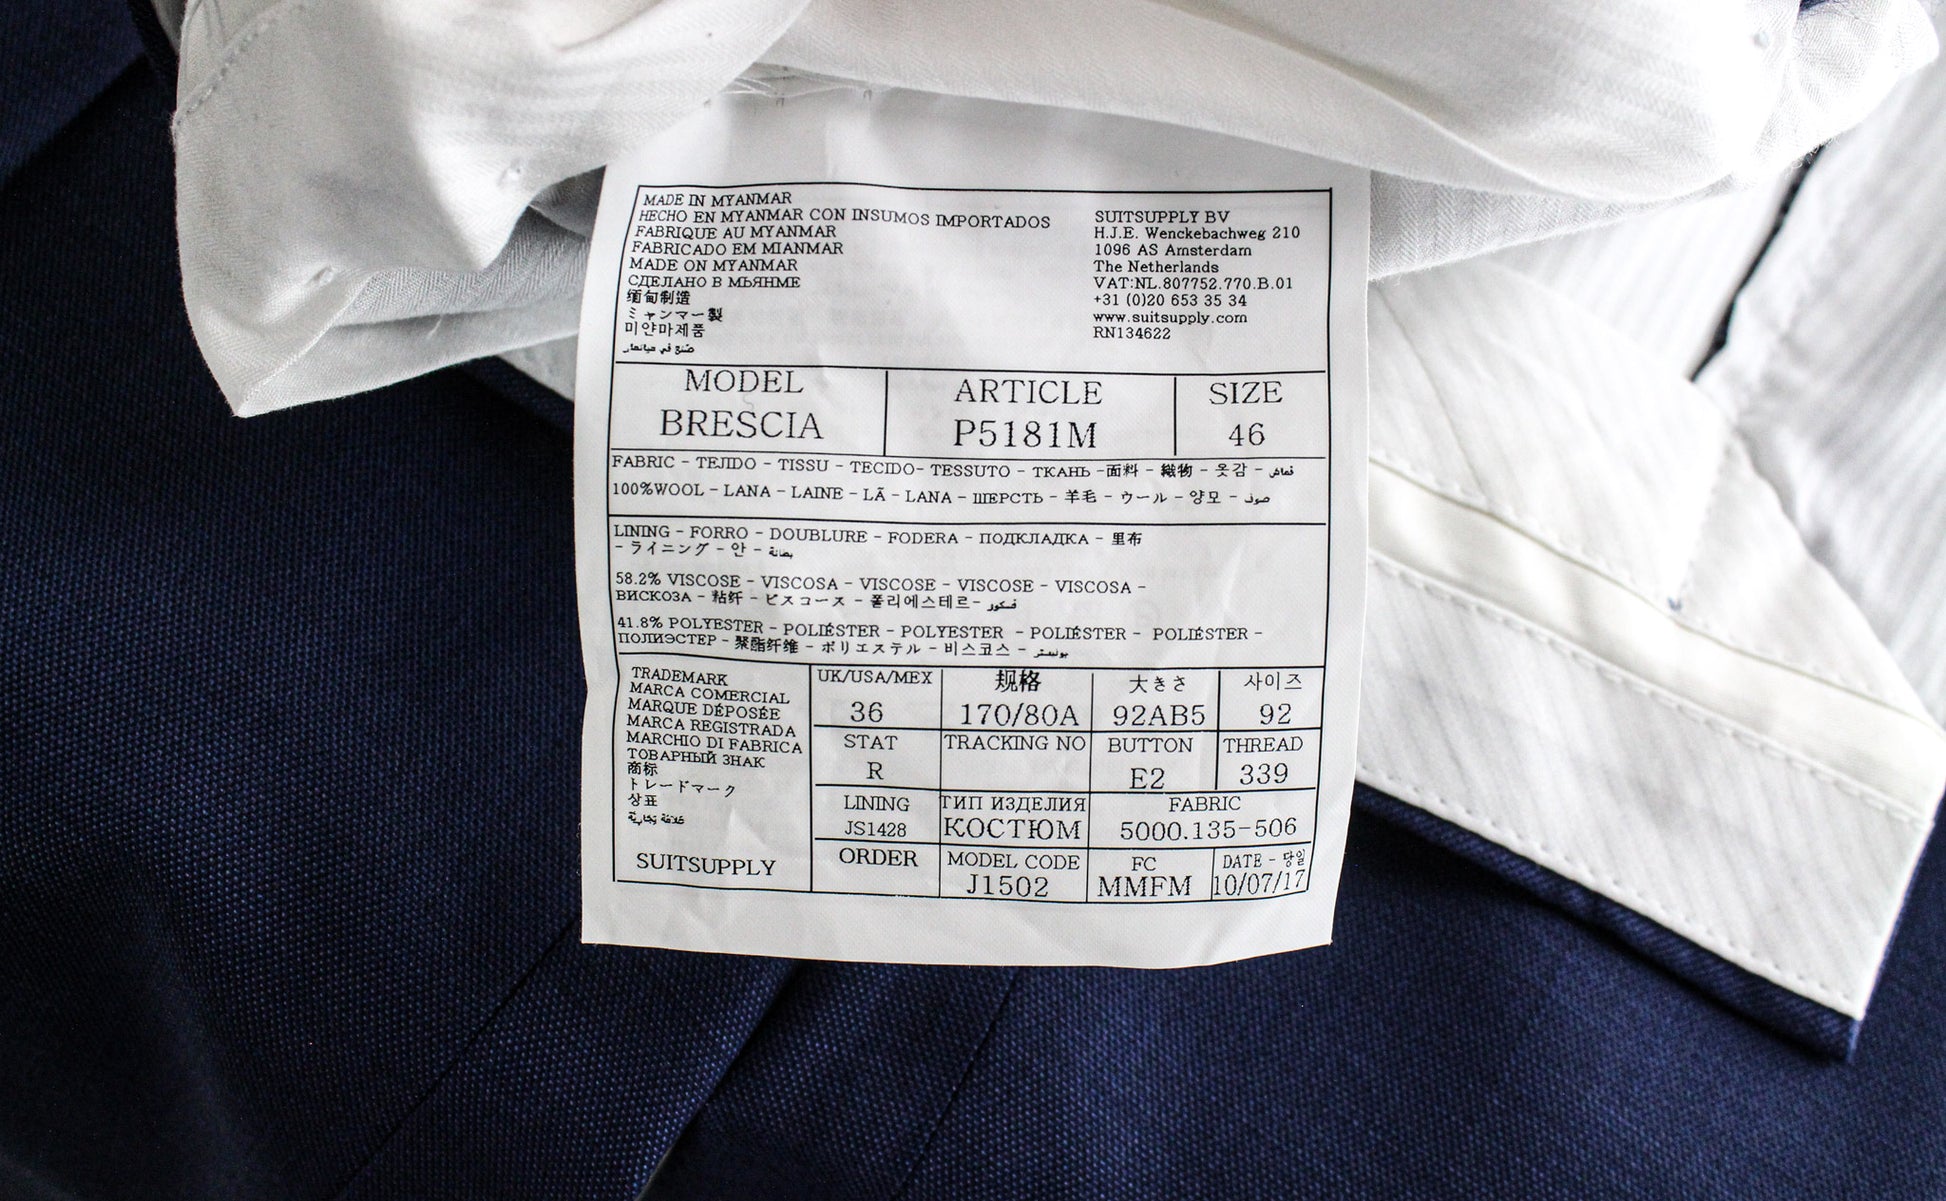 MADE IN MYANMAR
HECHO EN MYANMAR CON INSUMOS IMPORTADOS
FABRIQUE AU MYANMAR
FABRICADO EM MIANMAR
MADE ON MYANMAR
СДЕЛАНО В МЬЯНМЕ
缅甸制造
ミャンマー製
미얀마제품
صنع في ميانمار
SUITSUPPLY BV
H.J.E. Wenckebachweg 210
1096 AS Amsterdam
The Netherlands
VAT:NL.807752.770.B.01
+31 (0)20 653 35 34
www.suitsupply.com
RN134622
MODEL
BRESCIA
ARTICLE
P5181M
SIZE
46
FABRIC - TEJIDO - TISSU - TECIDO- TESSUTO - ТКАНЬ -面料 - 織物 - 옷감 - قماش
100%WOOL - LANA - LAINE - LÃ - LANA - ШЕРСТЬ - 羊毛 - ウール - 양모 - صوف
LINING - FORRO - DOUBLURE - FODERA - ПОДКЛАДКА - 里布
- ライニング - 안 - بطانة
58.2% VISCOSE - VISCOSA - VISCOSE - VISCOSE - VISCOSA -
ВИСКОЗА - 粘纤 - ビスコース - 폴리에스테르- فسكوز
41.8% POLYESTER - POLIÉSTER - POLYESTER - POLIÉSTER - POLIÉSTER -
ПОЛИЭСТЕР - 聚酯纤维 - ポリエステル - 비스코스 - بوليستر
TRADEMARK
MARCA COMERCIAL
MARQUE DÉPOSÉE
MARCA REGISTRADA
MARCHIO DI FABRICA
ТОВАРНЫЙ ЗНАК
商标
トレードマーク
상표
علامة تجارية
SUITSUPPLY
UK/USA/MEX
36
规格
170/80A
大きさ
92AB5
사이즈
92
STAT
R
TRACKING NO
BUTTON
E2
THREAD
339
LINING
JS1428
ТИП ИЗДЕЛИЯ
КОСТЮМ
FABRIC
5000.135-506
ORDER
MODEL CODE
J1502
FC
MMFM
DATE - 당일
10/07/17